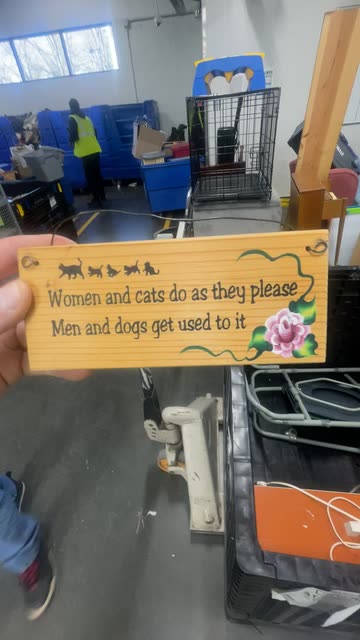 Women and cats do as they please
Men and dogs get used to it